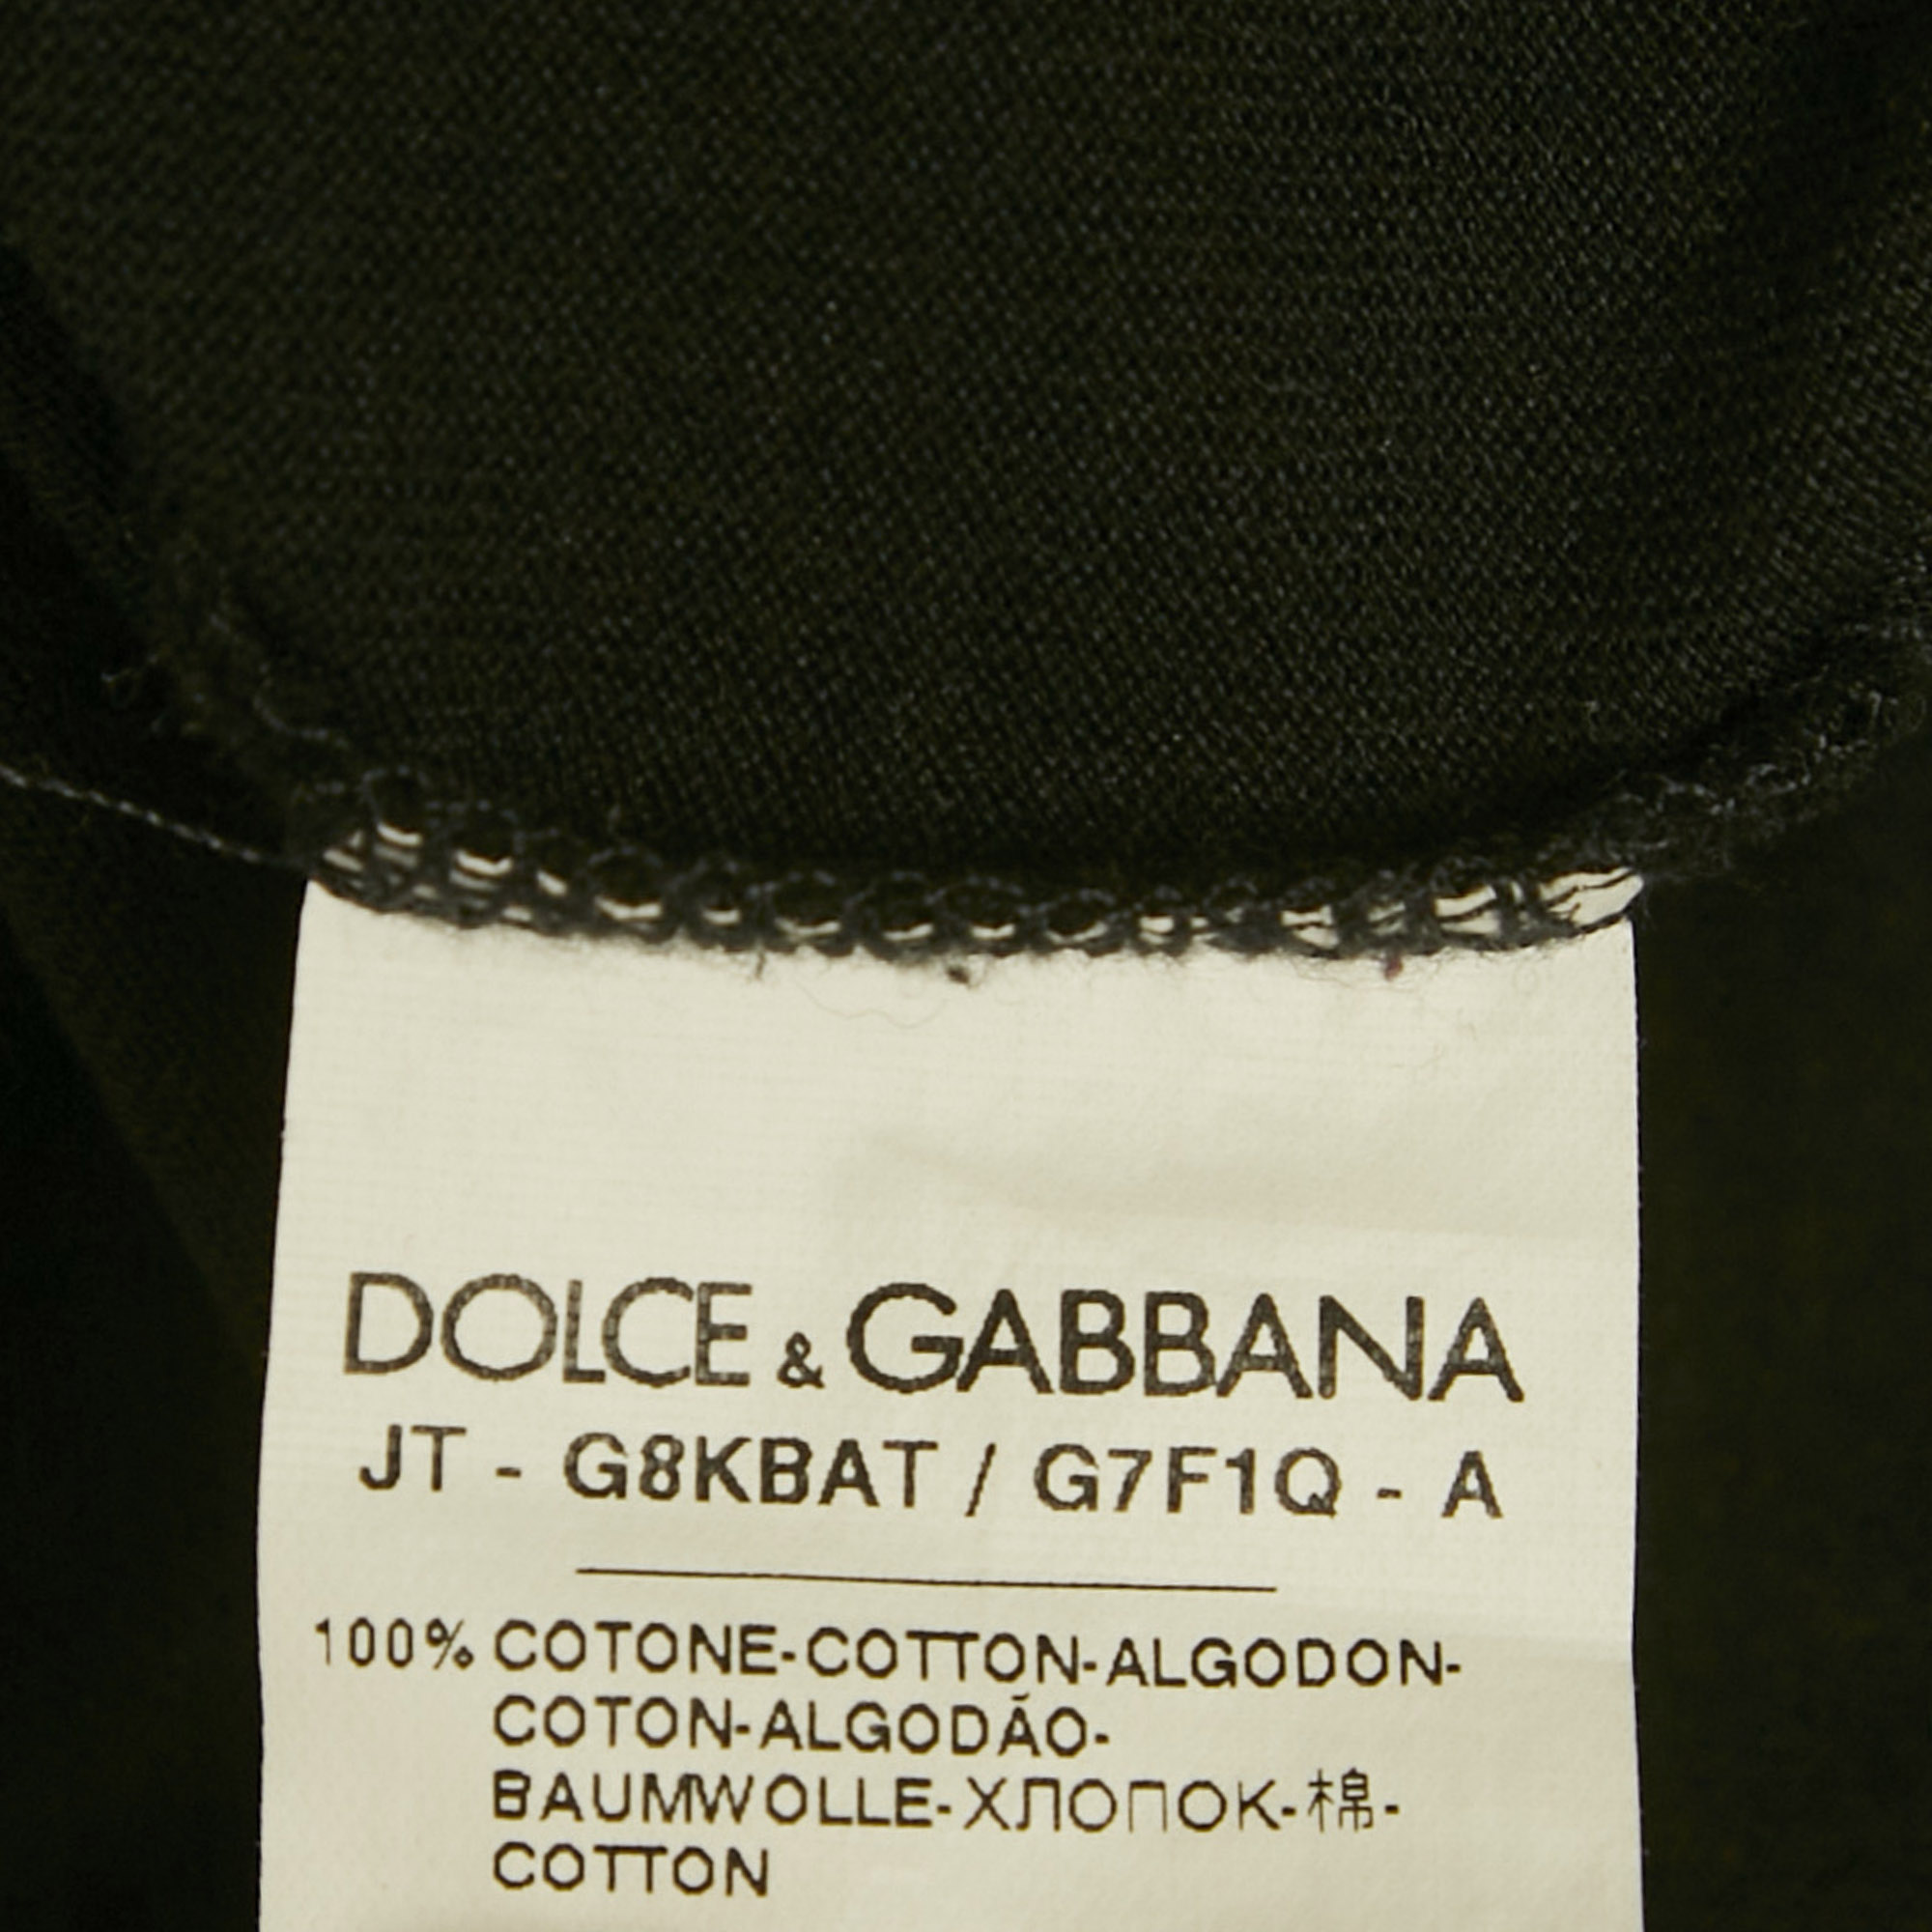 DOLCE & GABBANA
JT - G8KBAT / G7F1Q - A
100% COTONE-COTTON-ALGODON-
COTON-ALGODÃO-
BAUMWOLLE-ХЛОПОК-棉-
COTTON